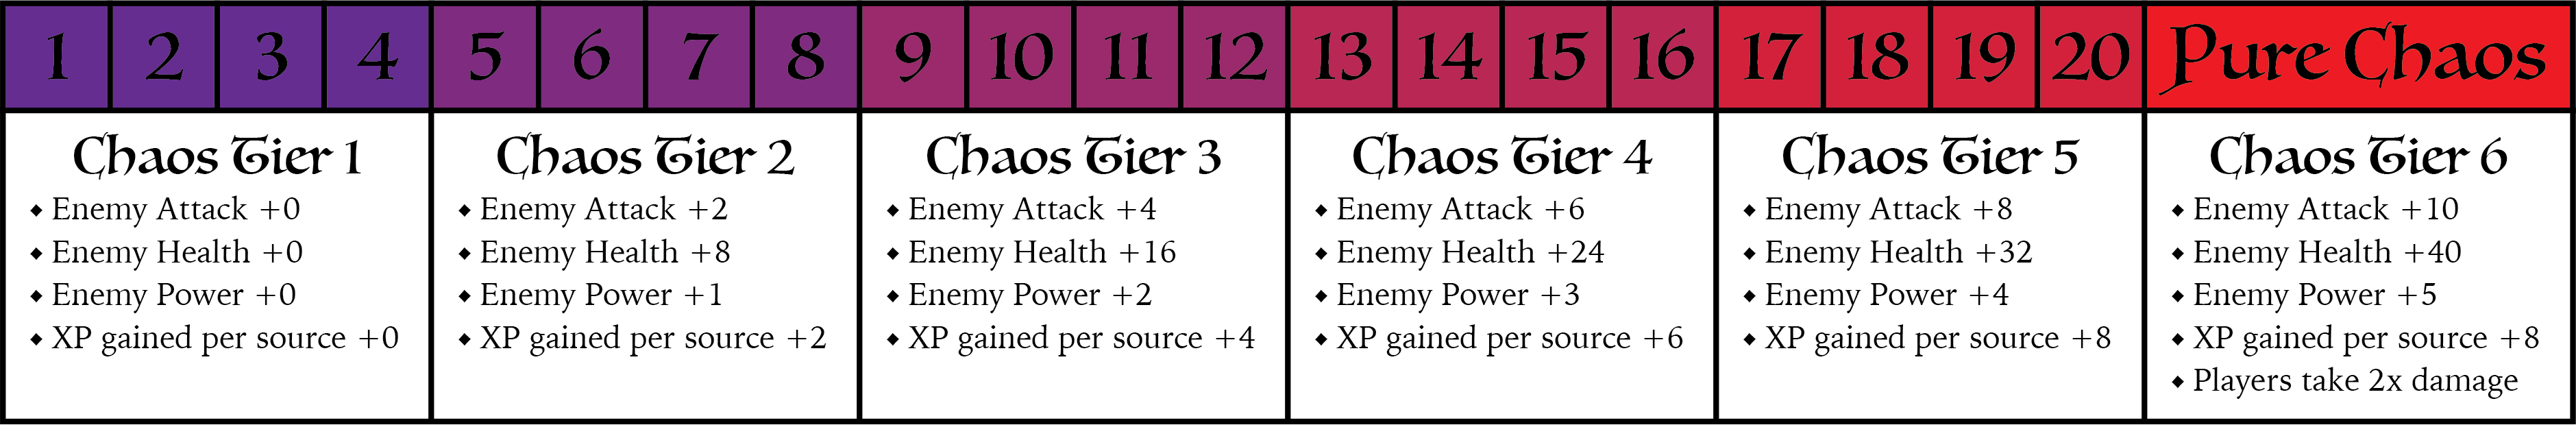 1 2 3 4 5 6 7 8 9 10 11 12 13 14 15 16 17 18 19 20 Pure Chaos
Chaos Tier 1
◆ Enemy Attack +0
◆ Enemy Health +0
◆ Enemy Power +0
◆ XP gained per source +0
Chaos Tier 2
◆ Enemy Attack +2
◆ Enemy Health +8
◆ Enemy Power +1
◆ XP gained per source +2
Chaos Tier 3
◆ Enemy Attack +4
◆ Enemy Health +16
◆ Enemy Power +2
◆ XP gained per source +4
Chaos Tier 4
◆ Enemy Attack +6
◆ Enemy Health +24
◆ Enemy Power +3
◆ XP gained per source +6
Chaos Tier 5
◆ Enemy Attack +8
◆ Enemy Health +32
◆ Enemy Power +4
◆ XP gained per source +8
Chaos Tier 6
◆ Enemy Attack +10
◆ Enemy Health +40
◆ Enemy Power +5
◆ XP gained per source +8
◆ Players take 2x damage